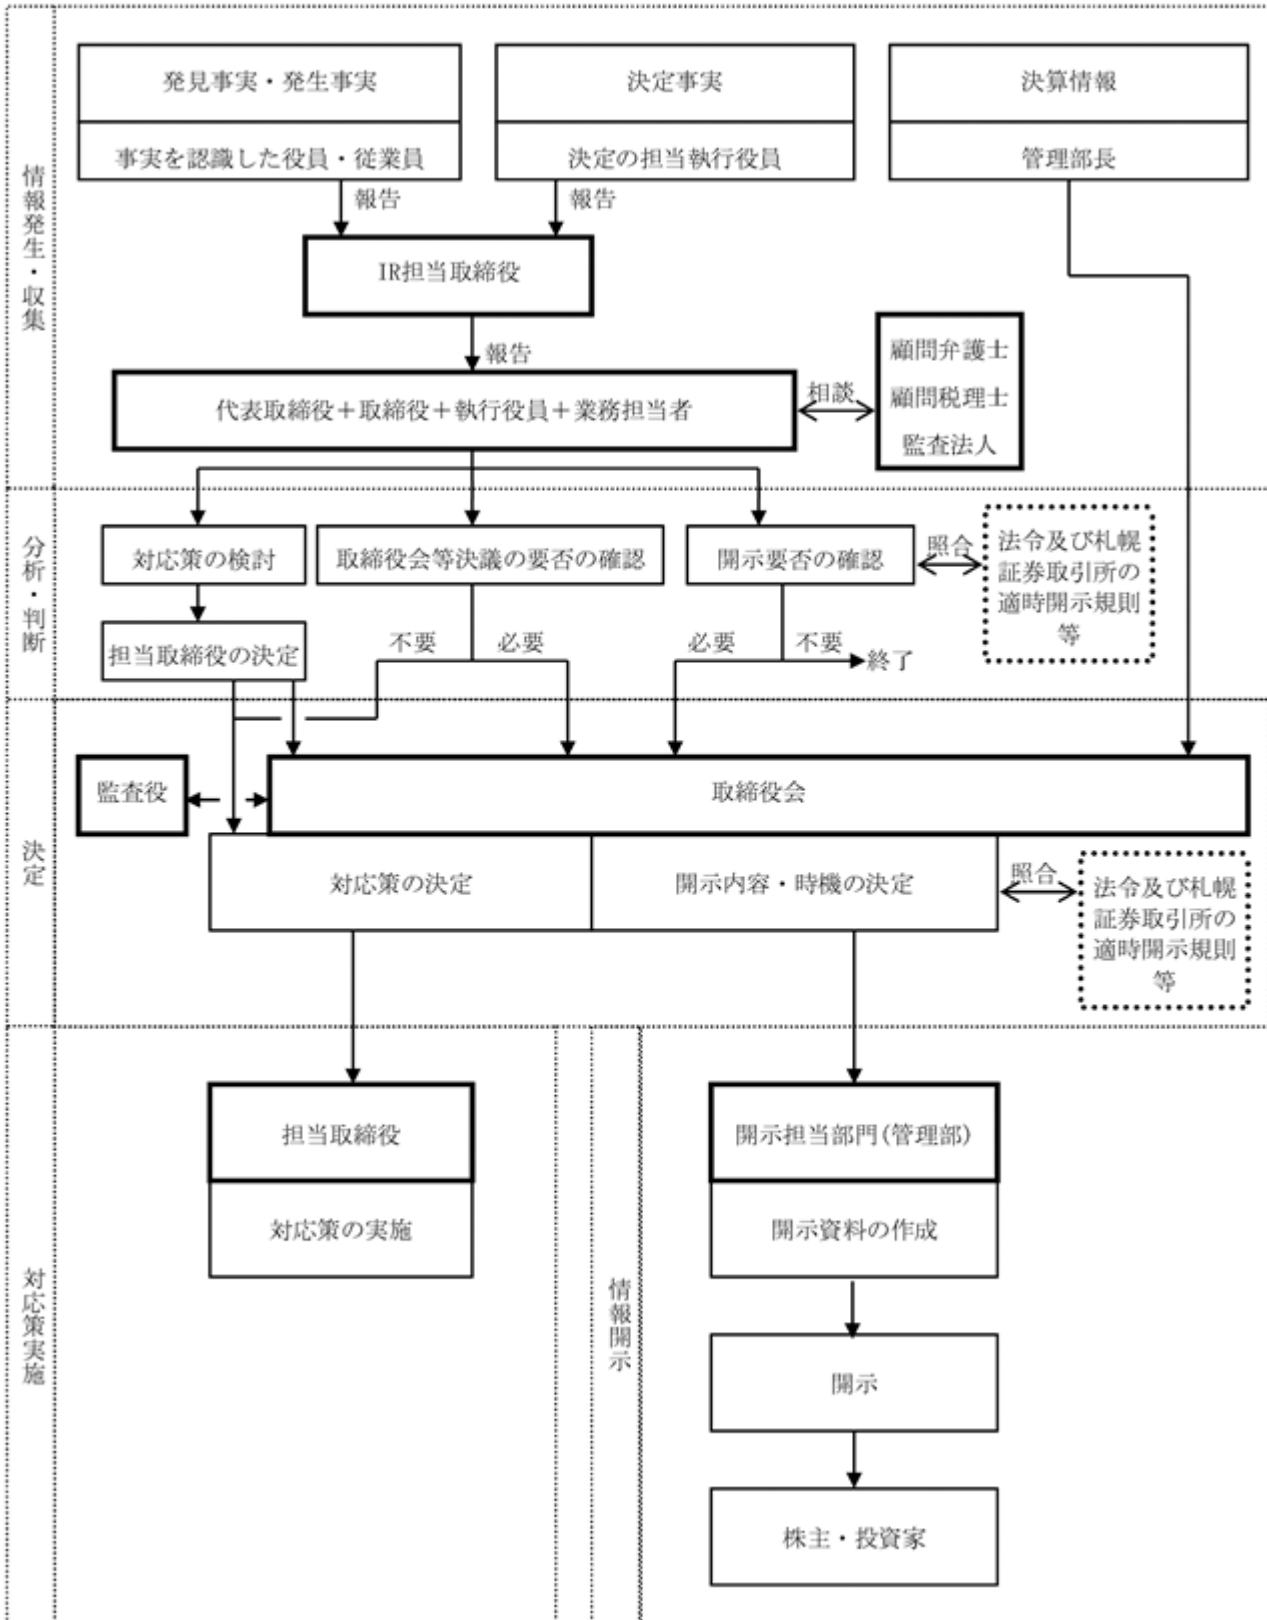 情報発生・収集
発見事実・発生事実
事実を認識した役員・従業員
決定事実
決定の担当執行役員
決算情報
管理部長
報告
報告
IR担当取締役
報告
代表取締役＋取締役＋執行役員＋業務担当者
相談
顧問弁護士
顧問税理士
監査法人
分析・判断
対応策の検討
取締役会等決議の要否の確認
開示要否の確認
照合
法令及び札幌
証券取引所の
適時開示規則
等
担当取締役の決定
不要
必要
必要
不要
終了
決定
監査役
取締役会
対応策の決定
開示内容・時機の決定
照合
法令及び札幌
証券取引所の
適時開示規則
等
対応策実施
担当取締役
対応策の実施
情報開示
開示担当部門(管理部)
開示資料の作成
開示
株主・投資家